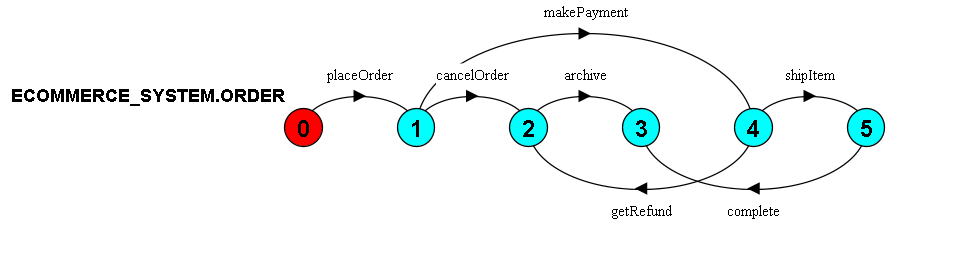 makePayment
placeOrder
cancelOrder
archive
shipItem
ECOMMERCE_SYSTEM.ORDER
0
1
2
3
4
5
getRefund
complete